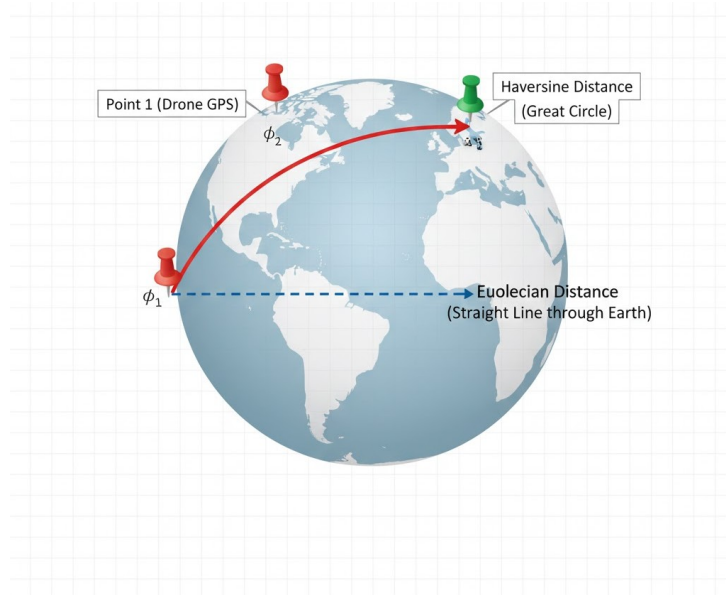 Point 1 (Drone GPS)
Haversine Distance
(Great Circle)
ϕ₂
ϕ₁
Euolecian Distance
(Straight Line through Earth)